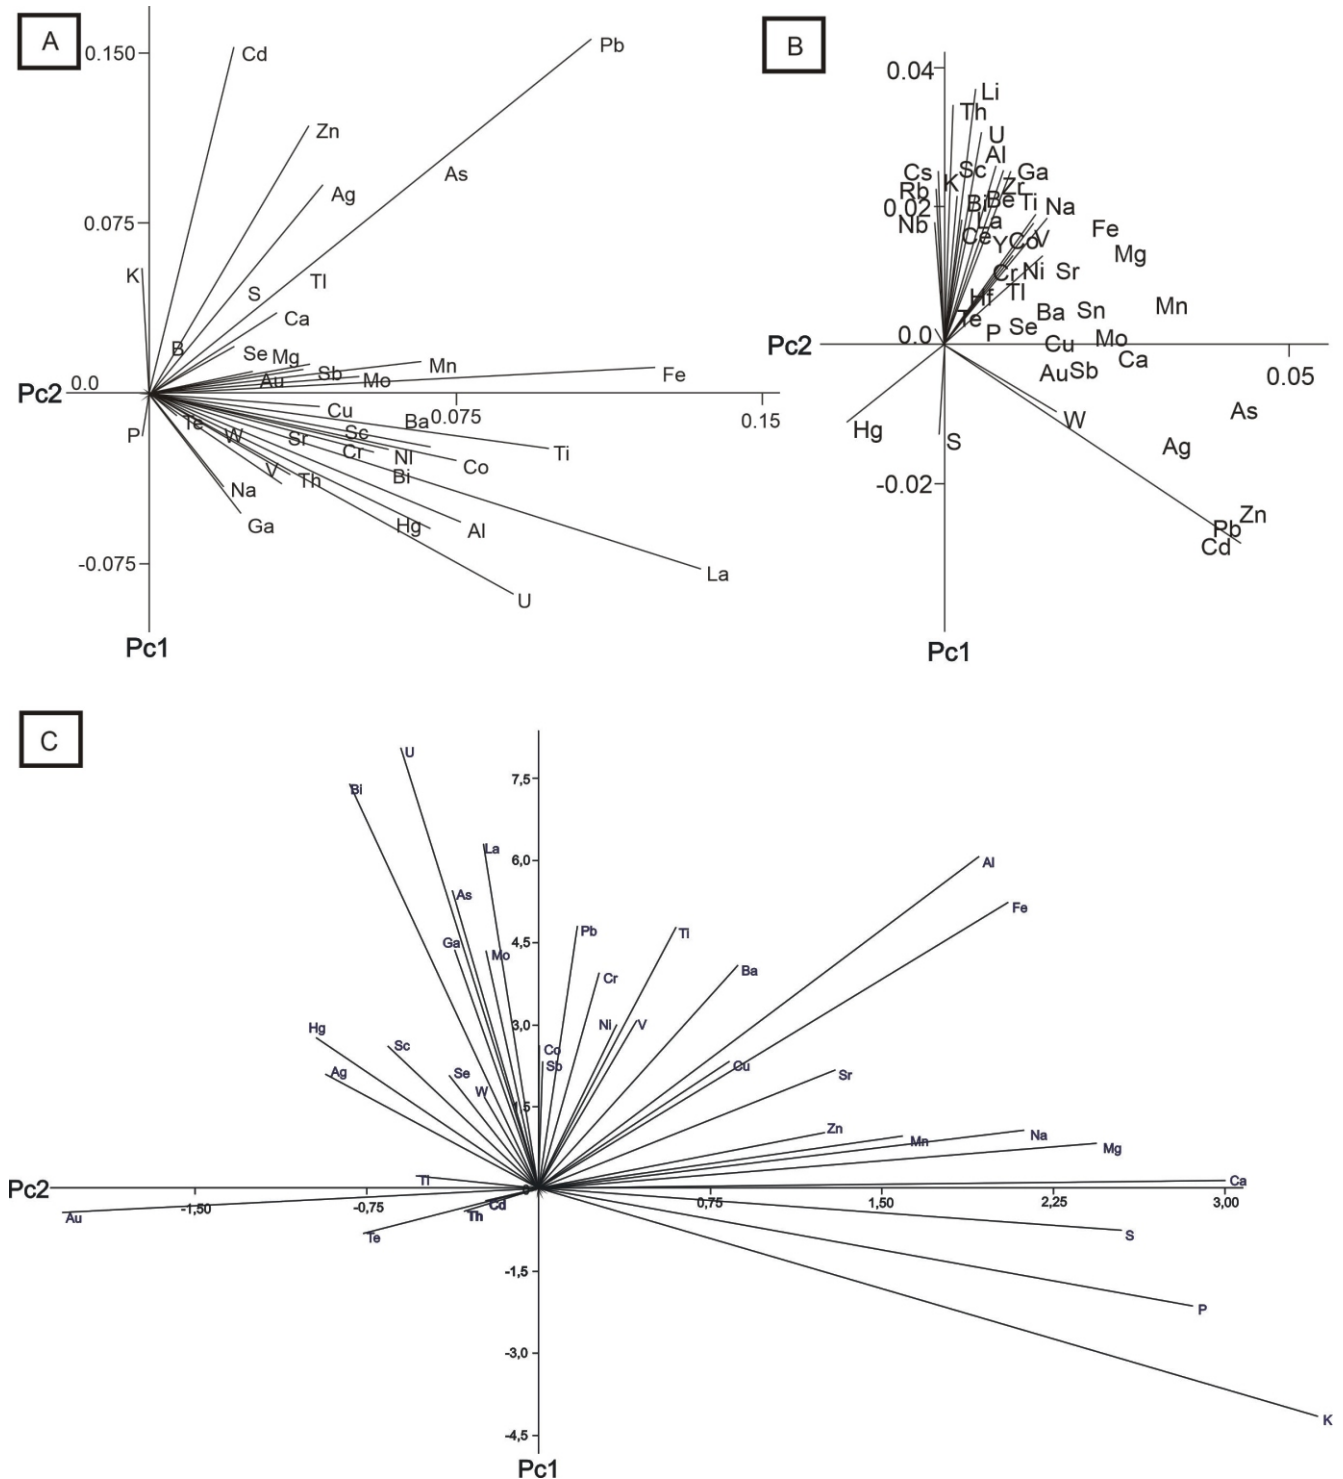 A
0.150
Cd
Pb
Zn
As
Ag
0.075
K
Tl
S
Ca
B
Se Mg
Mn
Au
Sb
Mo
Fe
0.0
Pc2
0.075
0.15
Cu
Ba
P
Te
W
Sr
Sc
Cr
Ni
Co
Ti
V
Th
Bi
Na
Ga
Hg
Al
-0.075
La
U
Pc1
B
0.04
Li
Th
U
Al
Cs
K
Sc
Ga
Rb
Zr
0.02
Bi
Be
Ti
Na
Nb
La
Ce
Y
Co
V
Fe
Mg
Cr
Ni
Sr
Hf
Tl
Te
Ba
Sn
Mn
0.0
P
Se
Pc2
Cu
Mo
Au
Sb
Ca
0.05
Hg
S
W
As
Ag
-0.02
Zn
Pb
Cd
Pc1
C
U
7,5
Bi
La
6,0
Al
As
Fe
Ga
4,5
Pb
Ti
Mo
Cr
Ba
Hg
3,0
Ni
V
Sc
Co
Ag
Se
Sb
Cu
Sr
W
,5
Zn
Mn
Na
Mg
Tl
Ca
Pc2
-1,50
-0,75
0
0,75
1,50
2,25
3,00
Au
Cd
Th
Te
S
-1,5
P
-3,0
K
-4,5
Pc1